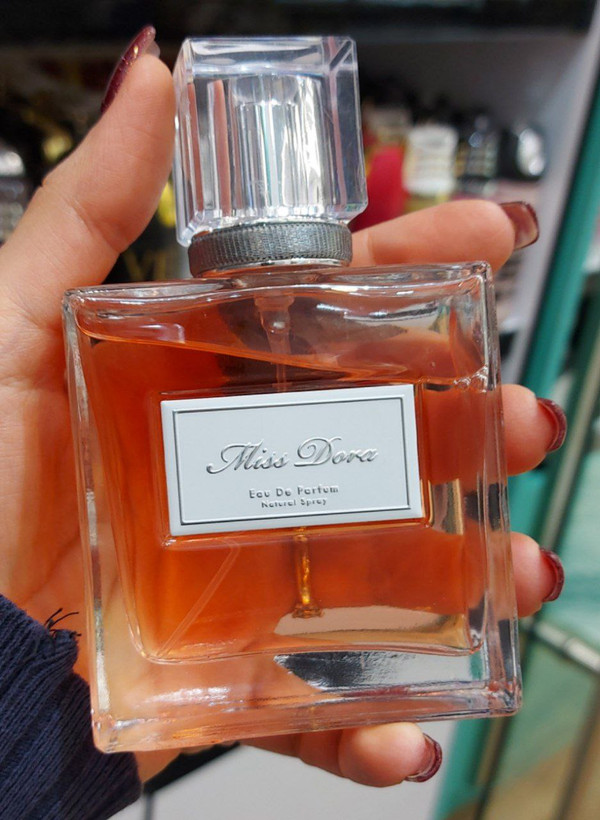 Miss Dora
Eau De Parfum
Natural Spray